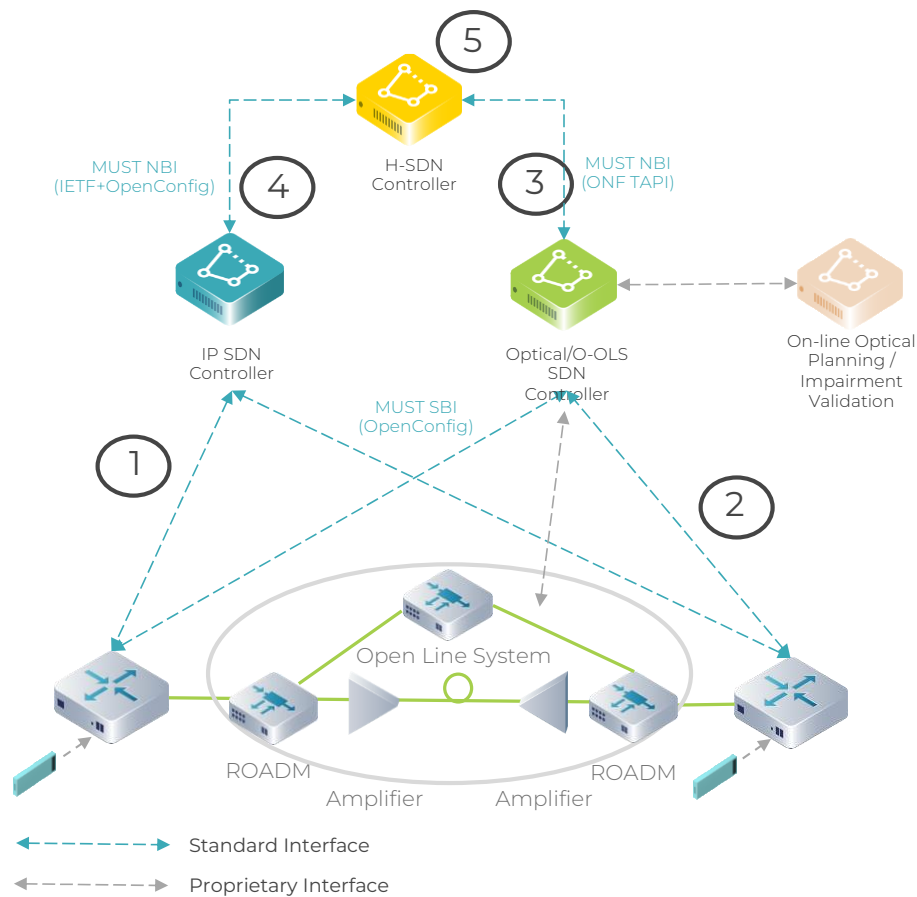 5
H-SDN
Controller
MUST NBI
(IETF+OpenConfig)
4
3
MUST NBI
(ONF TAPI)
IP SDN
Controller
Optical/O-OLS
SDN
Controller
On-line Optical
Planning /
Impairment
Validation
MUST SBI
(OpenConfig)
1
2
Open Line System
ROADM
ROADM
Amplifier
Amplifier
Standard Interface
Proprietary Interface